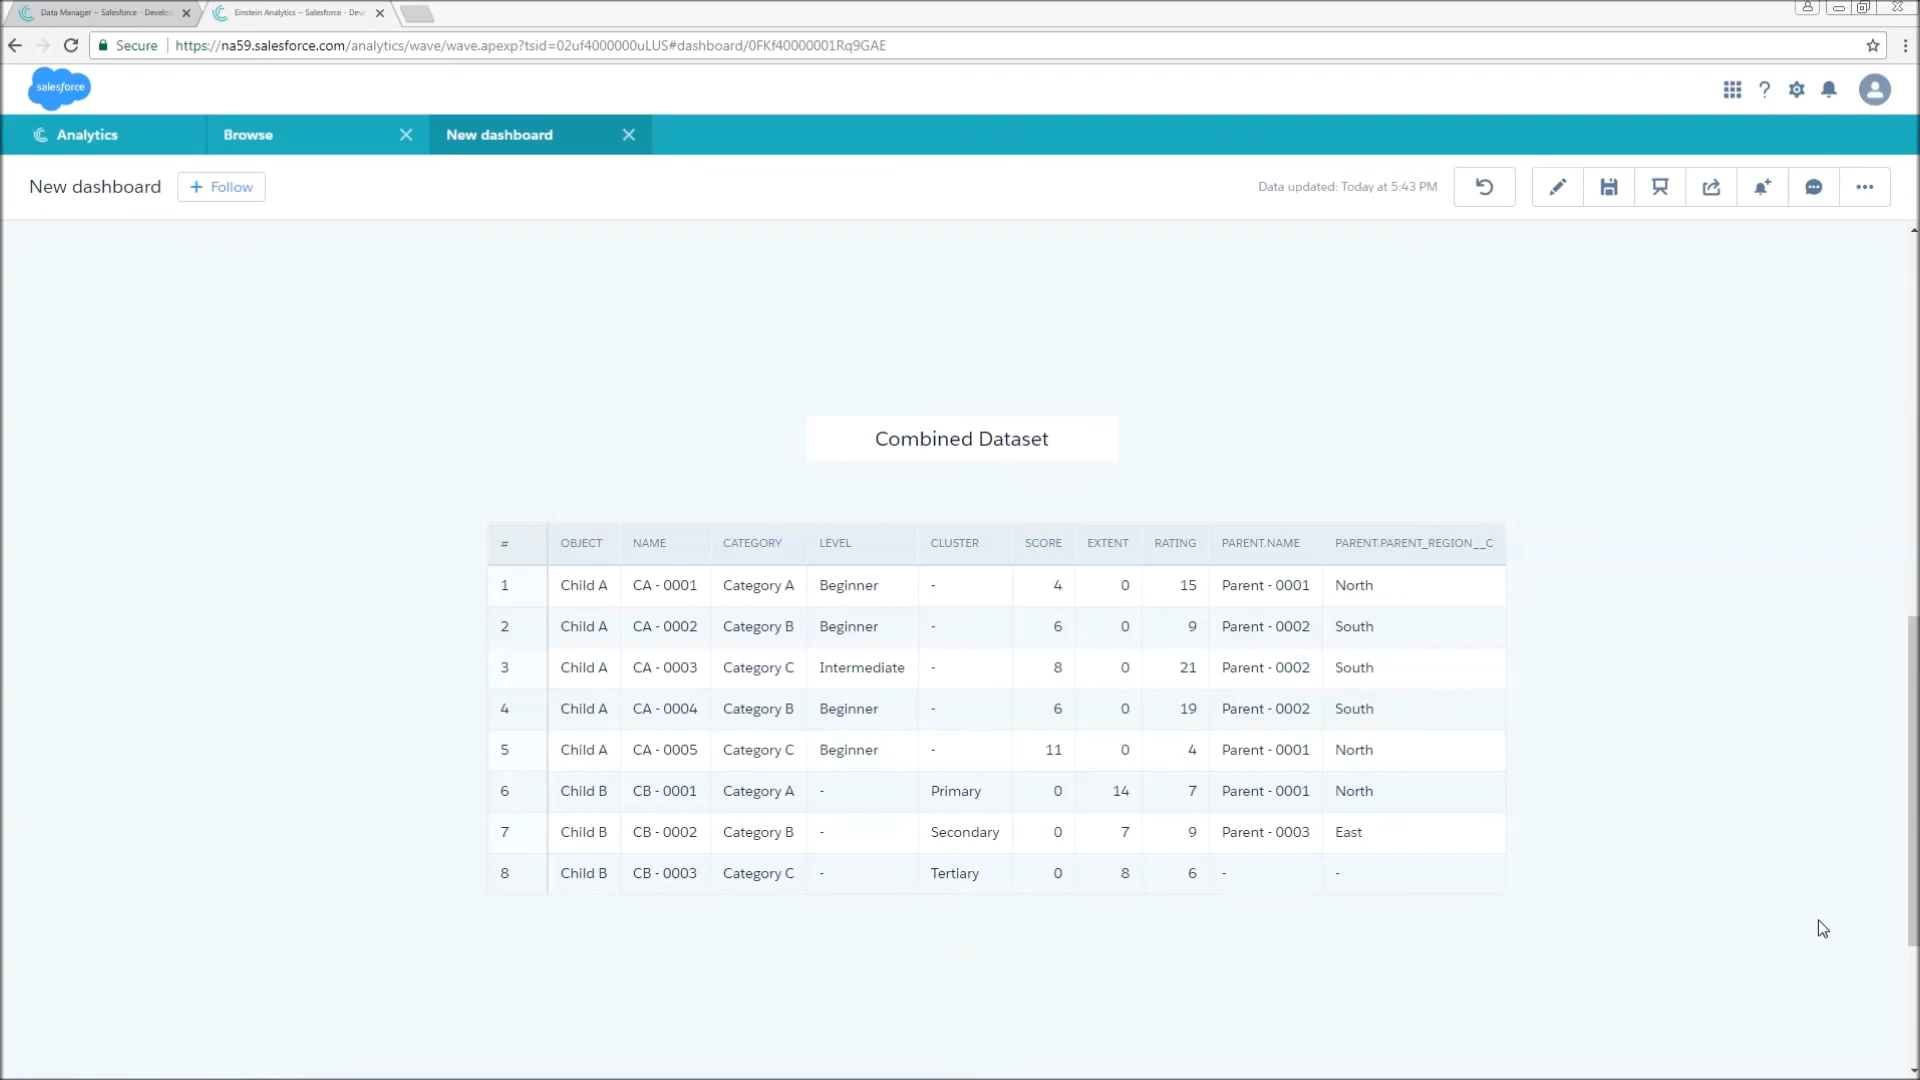 Data Manager – Salesforce - Develo
Einstein Analytics – Salesforce - Dev
Secure https://na59.salesforce.com/analytics/wave/wave.apexp?tsid=02uf4000000uLUS#dashboard/0FKf40000001Rq9GAE
salesforce
Analytics Browse New dashboard
New dashboard + Follow Data updated: Today at 5:43 PM
Combined Dataset
# OBJECT NAME CATEGORY LEVEL CLUSTER SCORE EXTENT RATING PARENT.NAME PARENT.PARENT_REGION__C
1 Child A CA - 0001 Category A Beginner - 4 0 15 Parent - 0001 North
2 Child A CA - 0002 Category B Beginner - 6 0 9 Parent - 0002 South
3 Child A CA - 0003 Category C Intermediate - 8 0 21 Parent - 0002 South
4 Child A CA - 0004 Category B Beginner - 6 0 19 Parent - 0002 South
5 Child A CA - 0005 Category C Beginner - 11 0 4 Parent - 0001 North
6 Child B CB - 0001 Category A - Primary 0 14 7 Parent - 0001 North
7 Child B CB - 0002 Category B - Secondary 0 7 9 Parent - 0003 East
8 Child B CB - 0003 Category C - Tertiary 0 8 6 - -